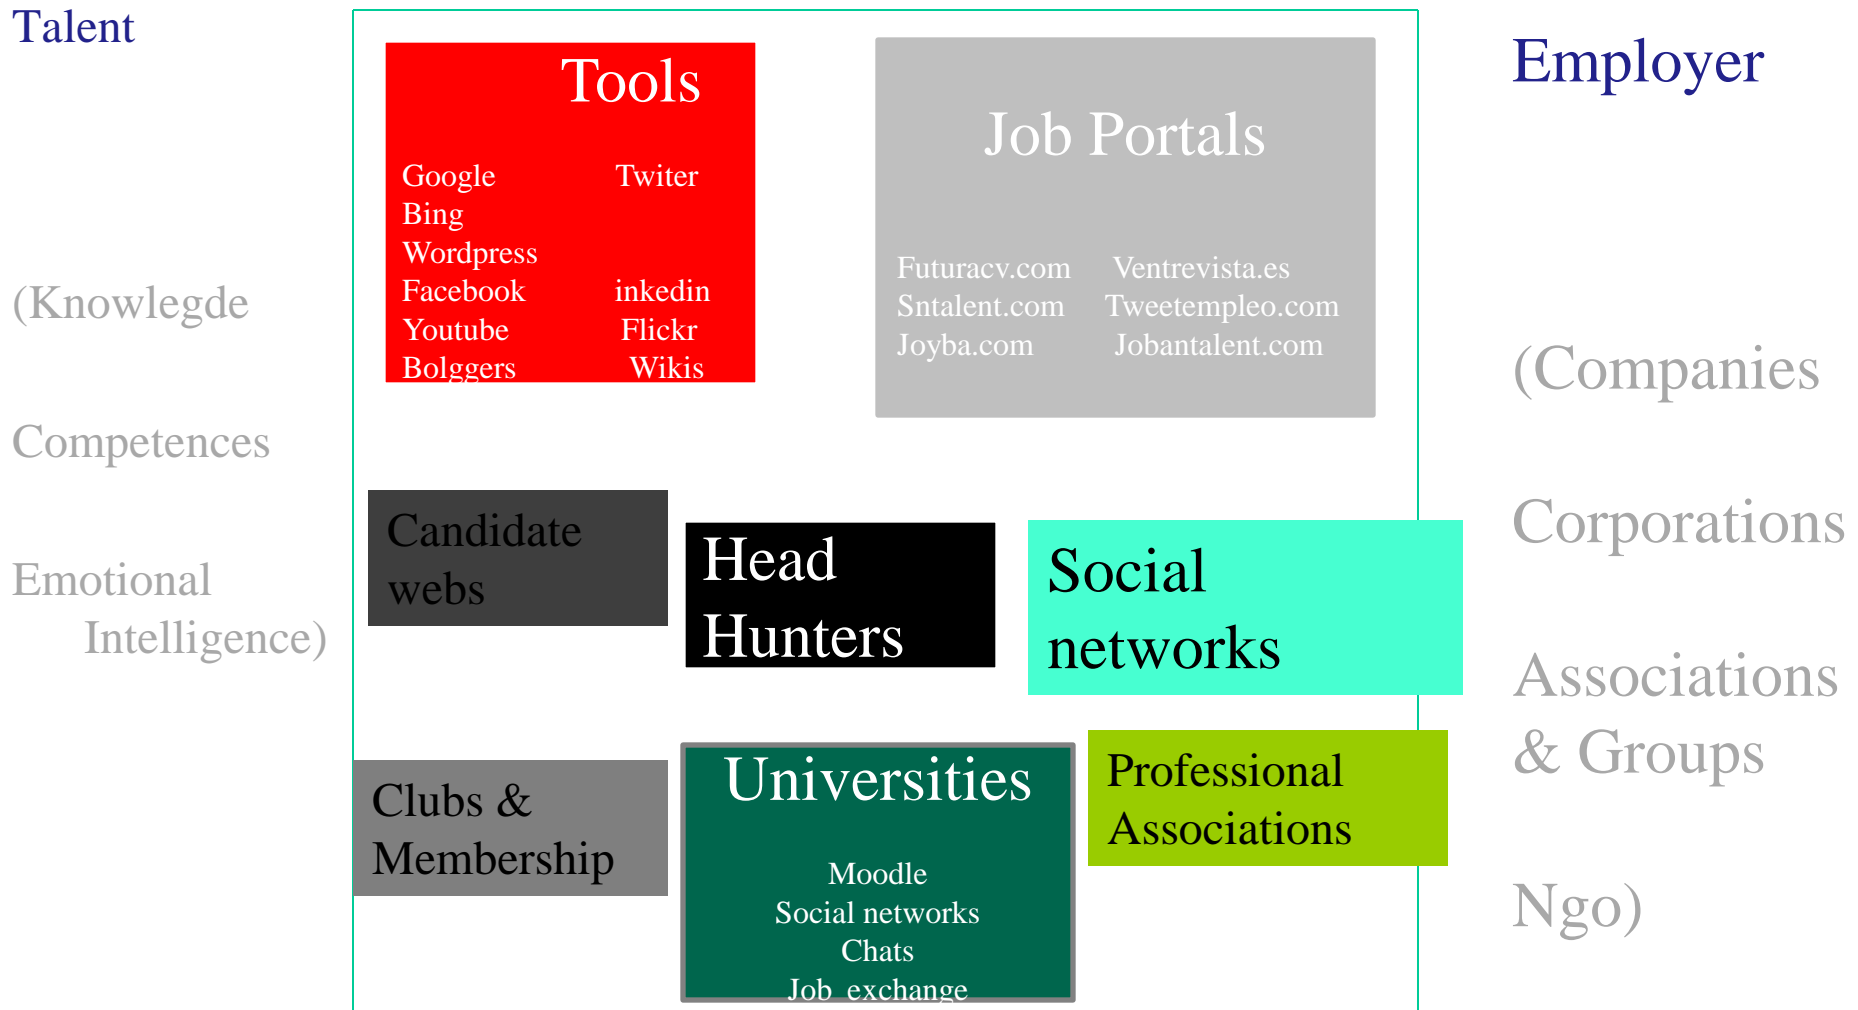 Talent
(Knowlegde
Competences
Emotional
Intelligence)
Tools
Google Twiter
Bing
Wordpress
Facebook inkedin
Youtube Flickr
Bolggers Wikis
Job Portals
Futuracv.com Ventrevista.es
Sntalent.com Tweetempleo.com
Joyba.com Jobantalent.com
Candidate
webs
Head
Hunters
Social
networks
Clubs &
Membership
Universities
Moodle
Social networks
Chats
Job exchange
Professional
Associations
Employer
(Companies
Corporations
Associations
& Groups
Ngo)